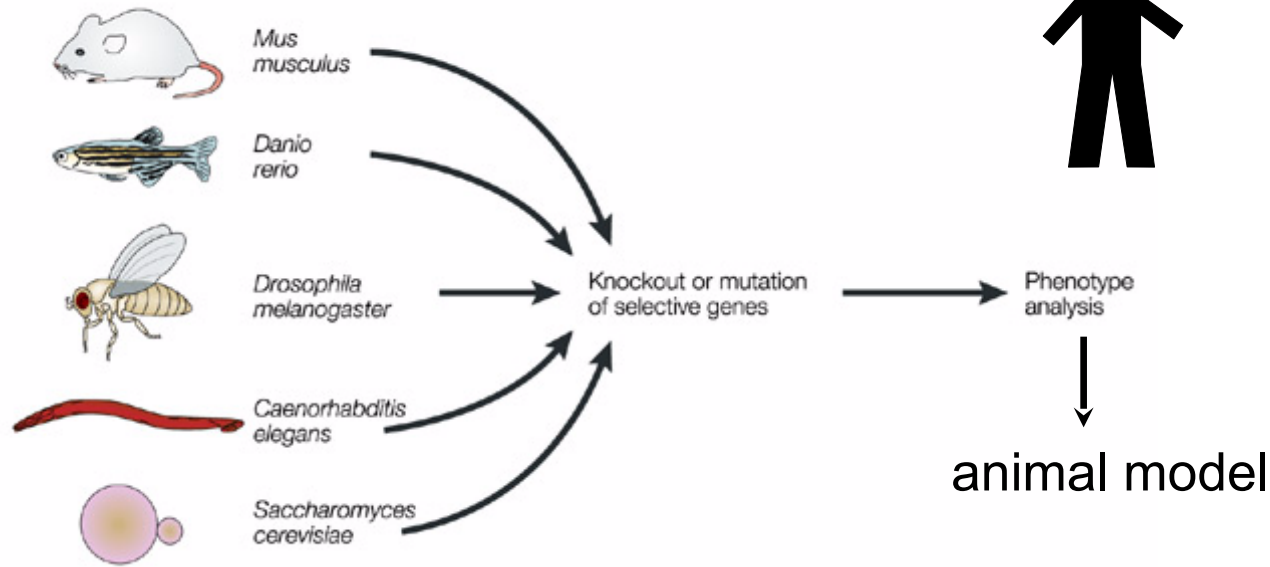 Mus
musculus
Danio
rerio
Drosophila
melanogaster
Caenorhabditis
elegans
Saccharomyces
cerevisiae
Knockout or mutation
of selective genes
Phenotype
analysis
animal model